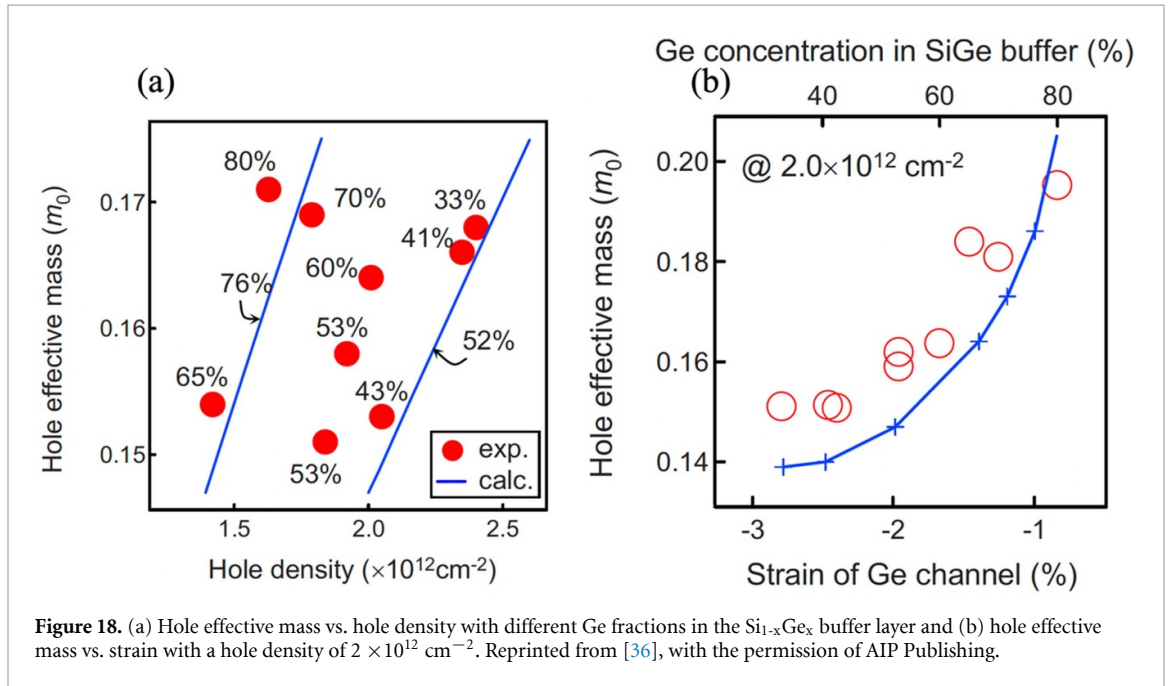 Ge concentration in SiGe buffer (%)
(a)
(b)
40 60 80
80%
70%
33%
41%
60%
76%
53%
52%
65%
43%
53%
exp.
calc.
0.17
0.16
0.15
1.5 2.0 2.5
Hole effective mass (m₀)
Hole density (×10¹²cm⁻²)
@ 2.0×10¹² cm⁻²
0.20
0.18
0.16
0.14
-3 -2 -1
Hole effective mass (m₀)
Strain of Ge channel (%)
Figure 18. (a) Hole effective mass vs. hole density with different Ge fractions in the Si₁₋ₓGeₓ buffer layer and (b) hole effective
mass vs. strain with a hole density of 2 ×10¹² cm⁻². Reprinted from [36], with the permission of AIP Publishing.